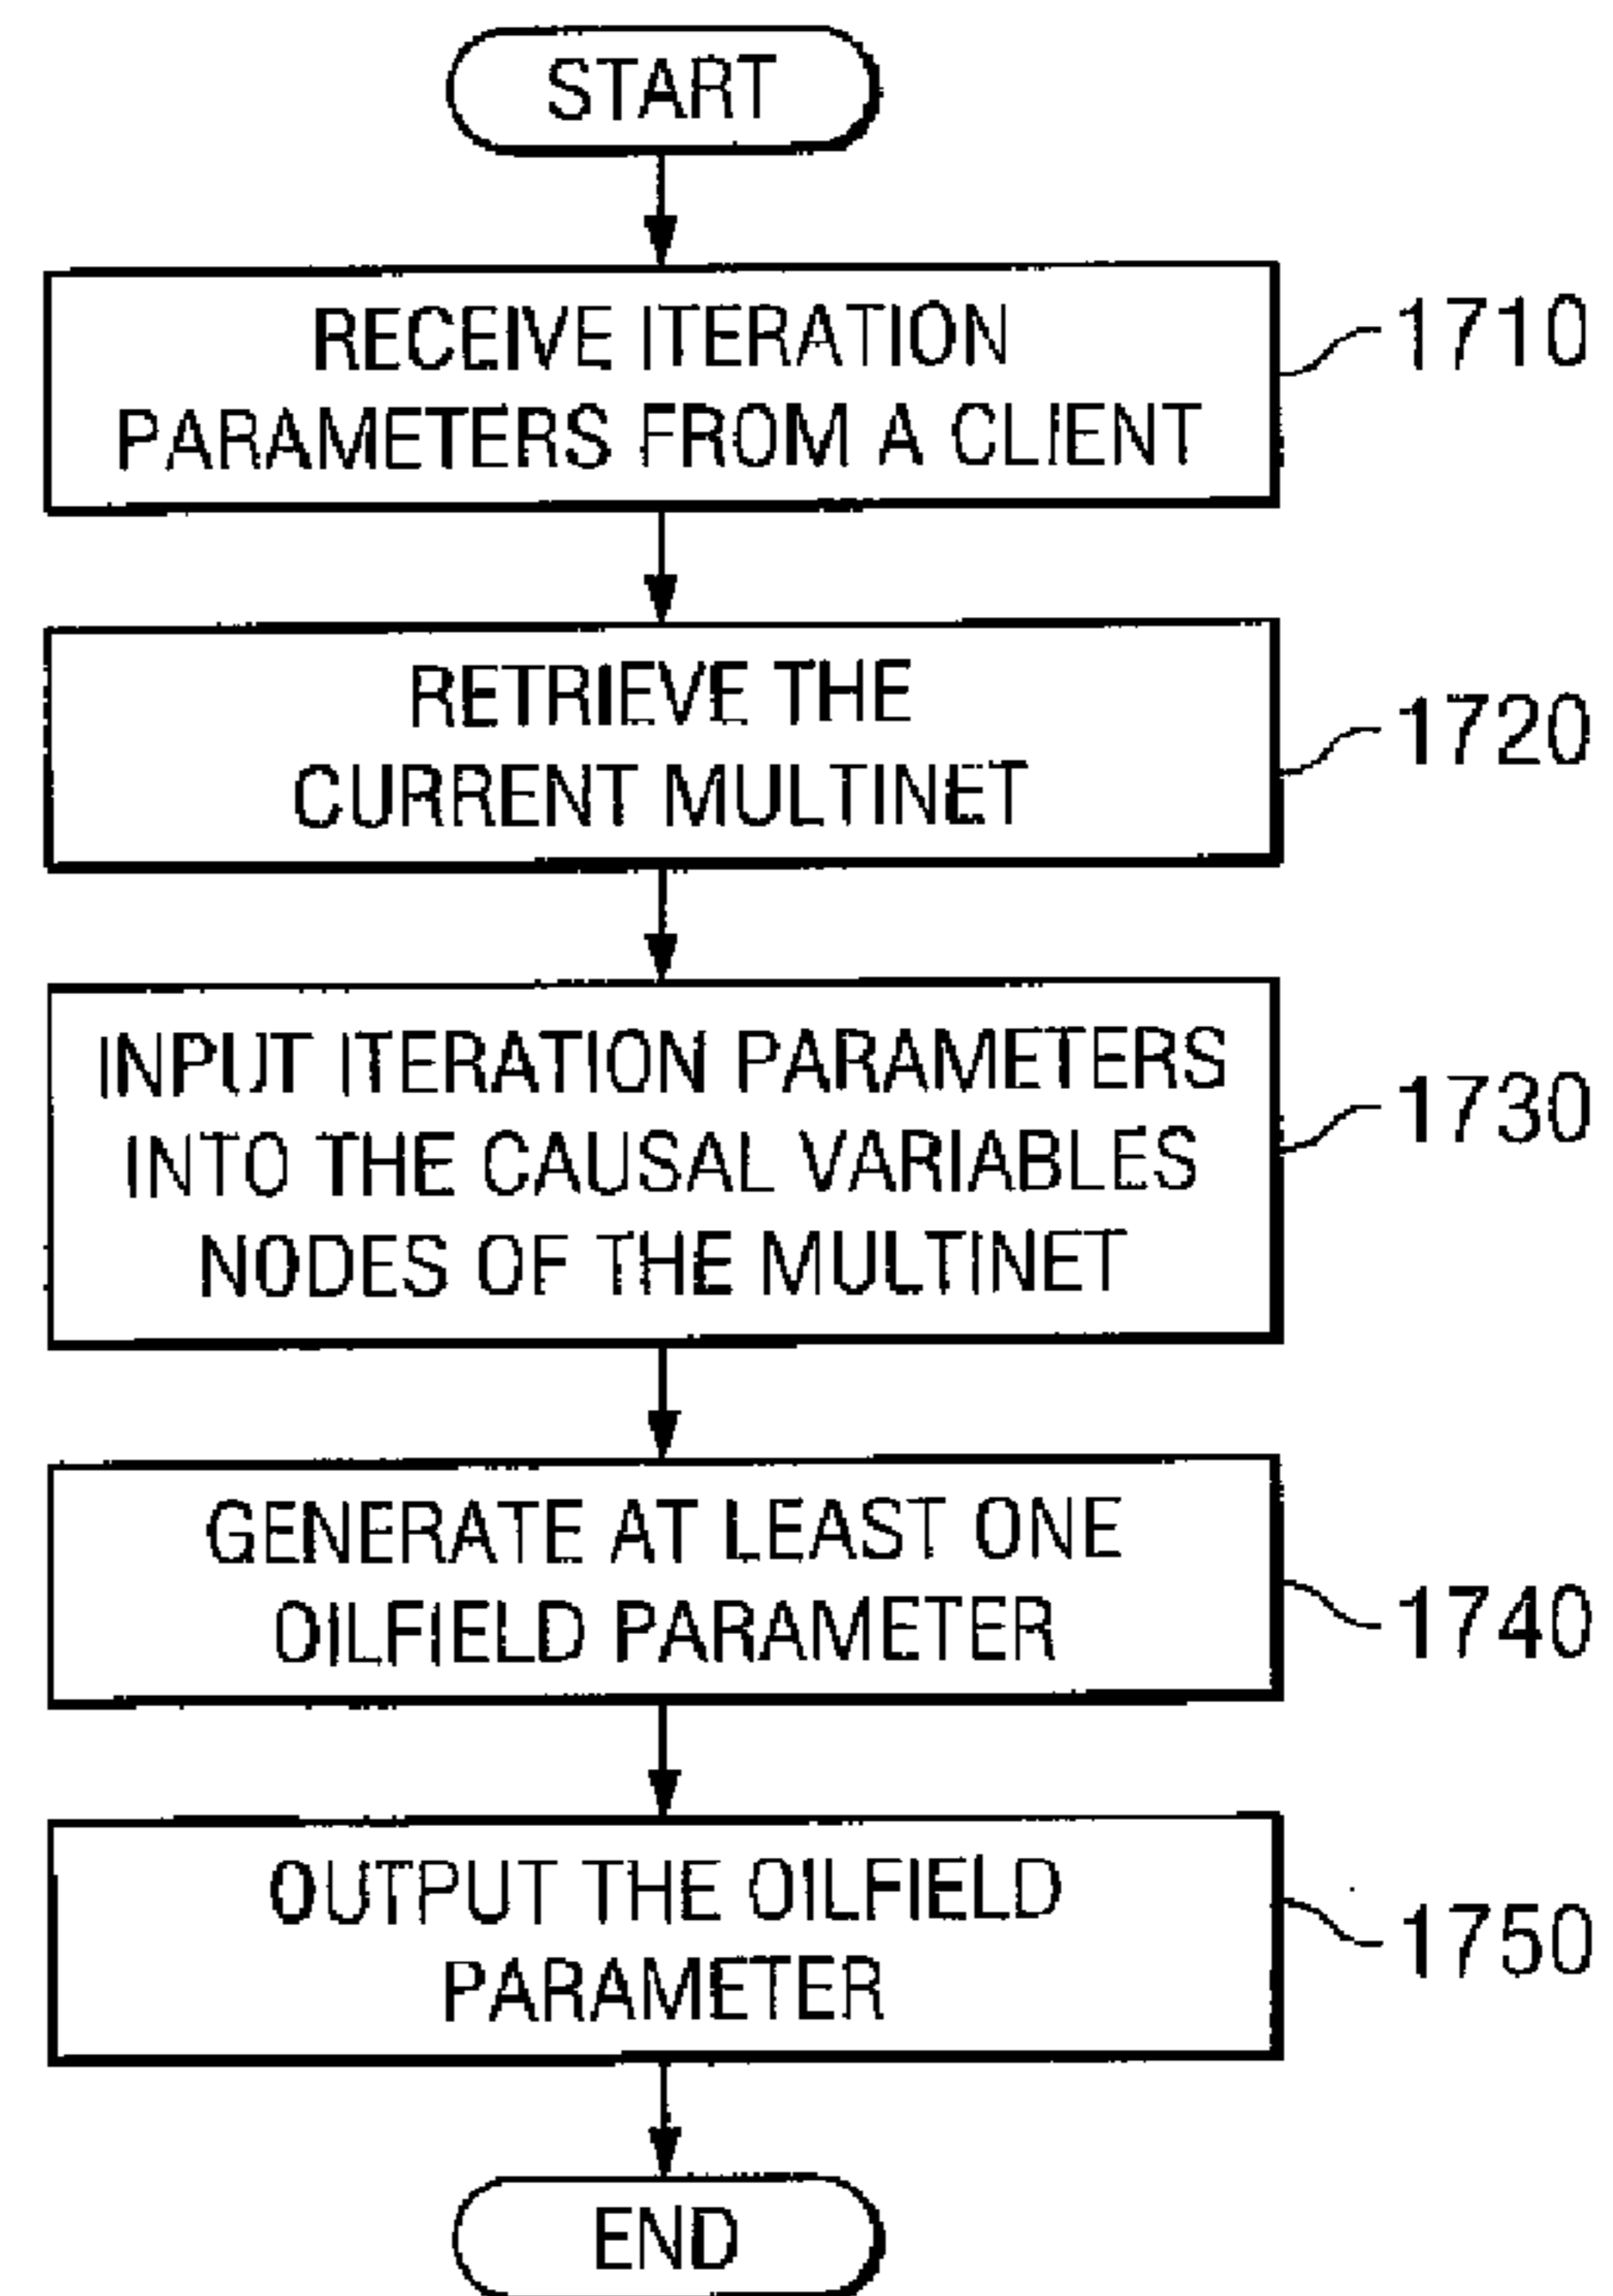 START
RECEIVE ITERATION
PARAMETERS FROM A CLIENT
1710
RETRIEVE THE
CURRENT MULTINET
1720
INPUT ITERATION PARAMETERS
INTO THE CAUSAL VARIABLES
NODES OF THE MULTINET
1730
GENERATE AT LEAST ONE
OILFIELD PARAMETER
1740
OUTPUT THE OILFIELD
PARAMETER
1750
END